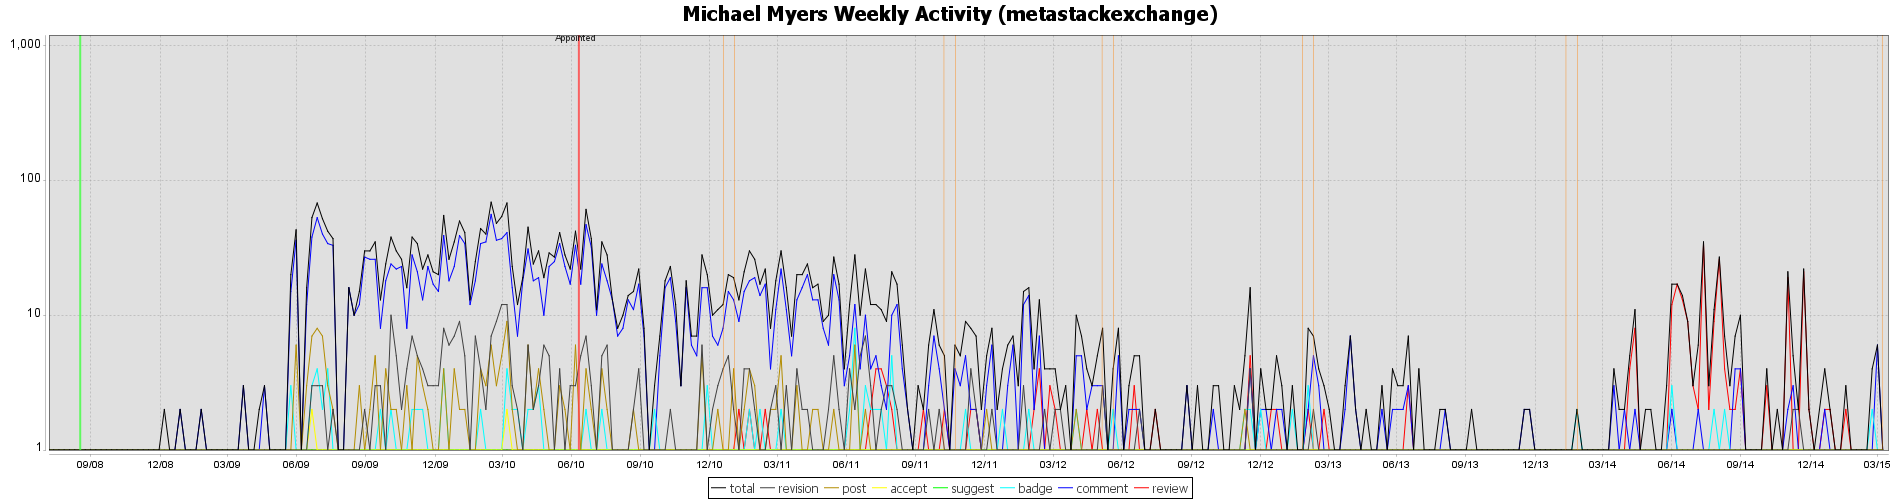 Michael Myers Weekly Activity (metastackexchange)
1,000
Appointed
100
10
1
09/08 12/08 03/09 06/09 09/09 12/09 03/10 06/10 09/10 12/10 03/11 06/11 09/11 12/11 03/12 06/12 09/12 12/12 03/13 06/13 09/13 12/13 03/14 06/14 09/14 12/14 03/15
total revision post accept suggest badge comment review